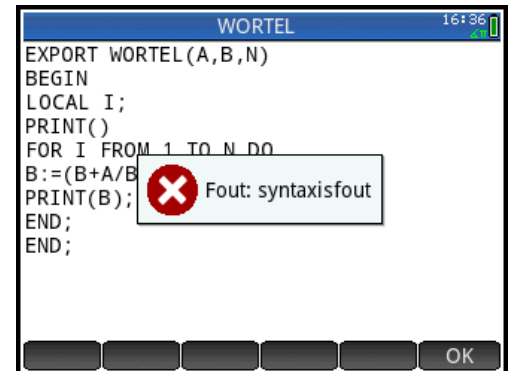 WORTEL
16:36
∡π
EXPORT WORTEL(A,B,N)
BEGIN
LOCAL I;
PRINT()
FOR I FROM 1 TO N DO
B:=(B+A/B
PRINT(B);
END;
END;
Fout: syntaxisfout
OK